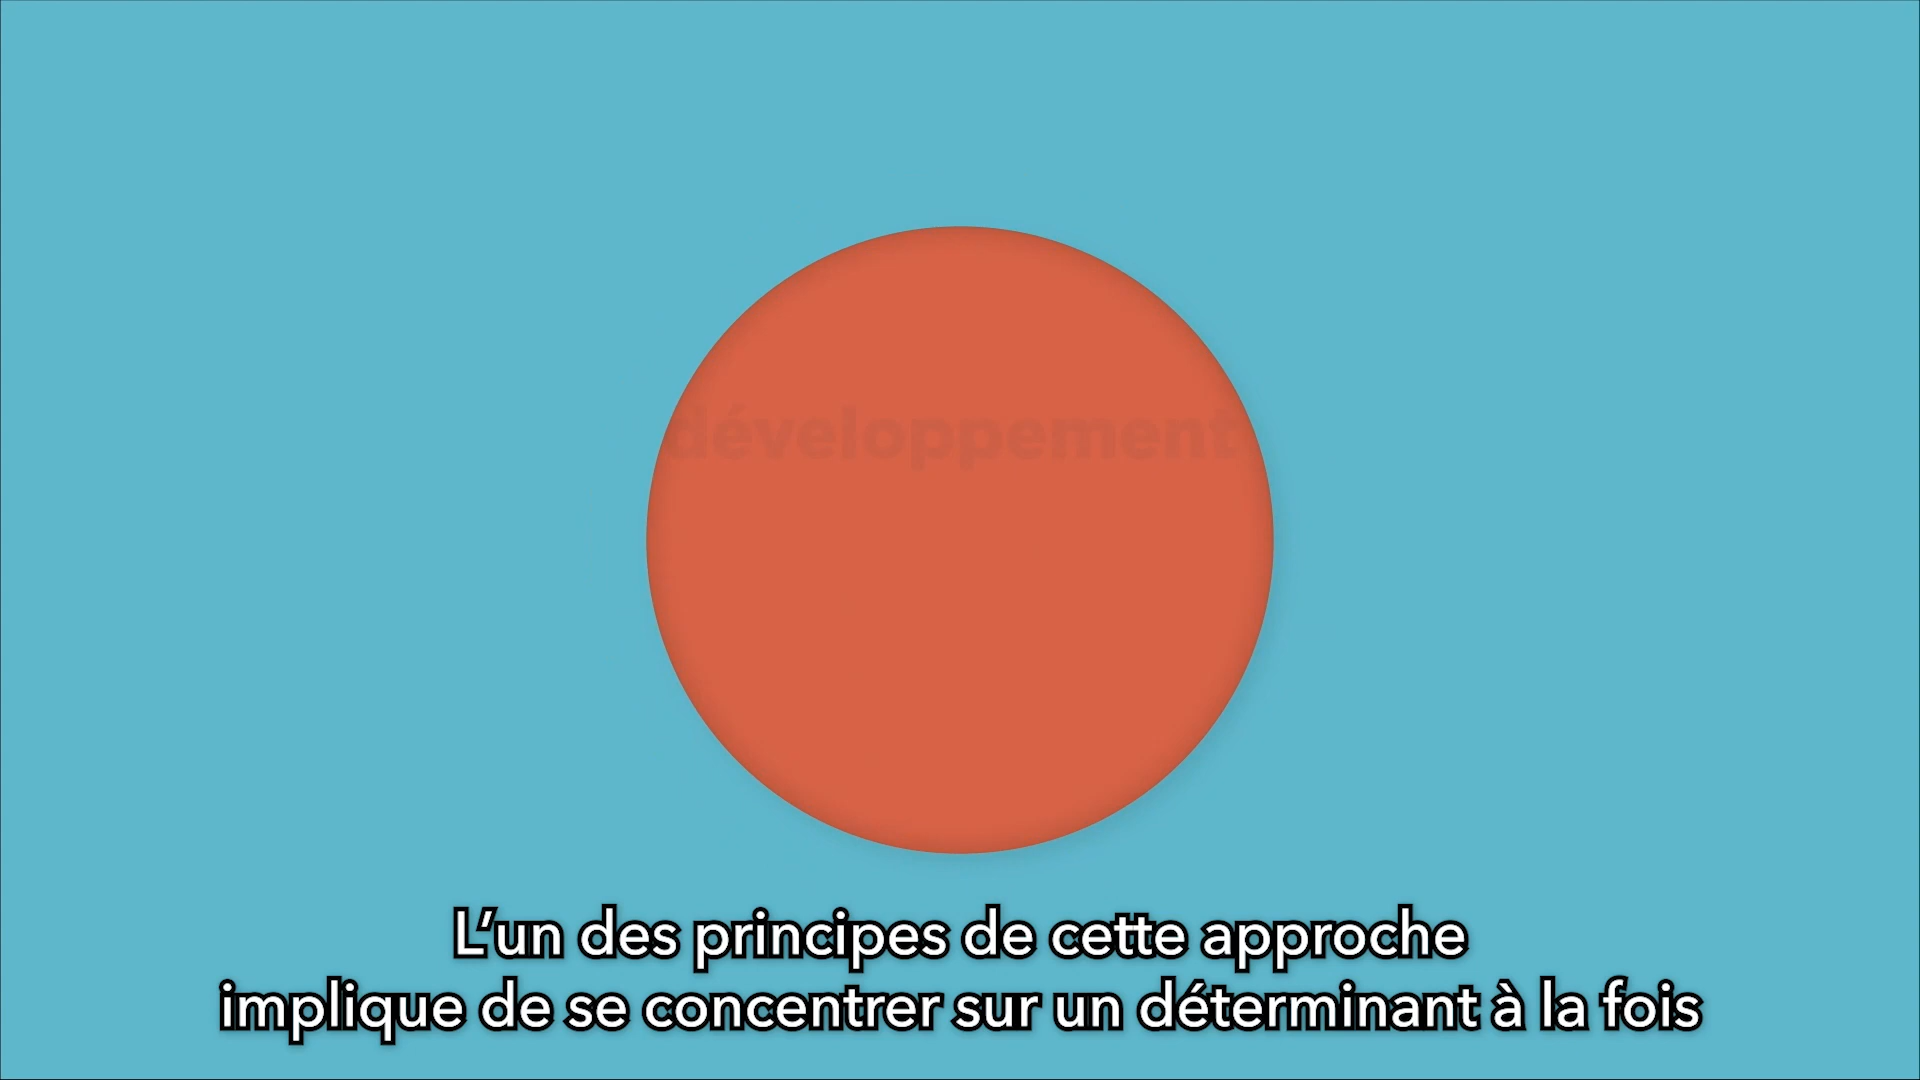 développement
L’un des principes de cette approche
implique de se concentrer sur un déterminant à la fois